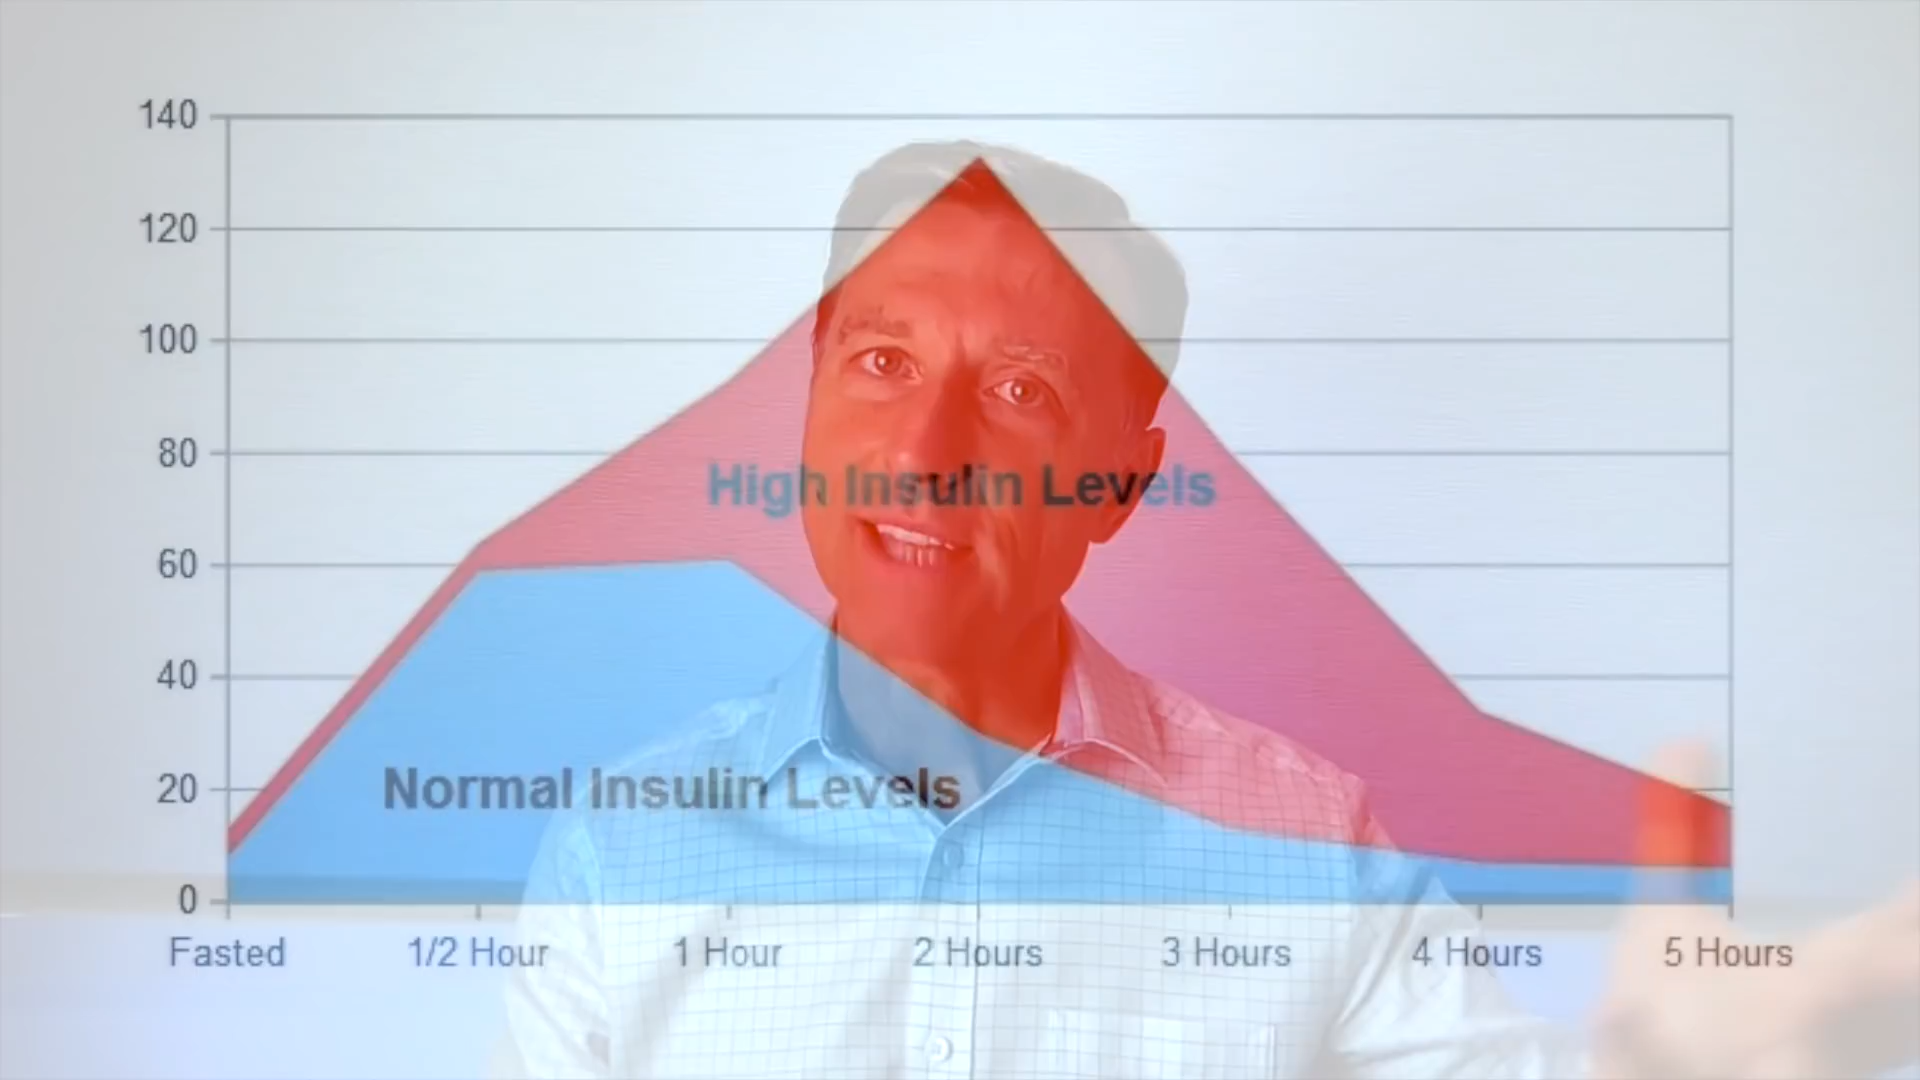 140
120
100
80
High Insulin Levels
60
40
Normal Insulin Levels
20
0
Fasted 1/2 Hour 1 Hour 2 Hours 3 Hours 4 Hours 5 Hours